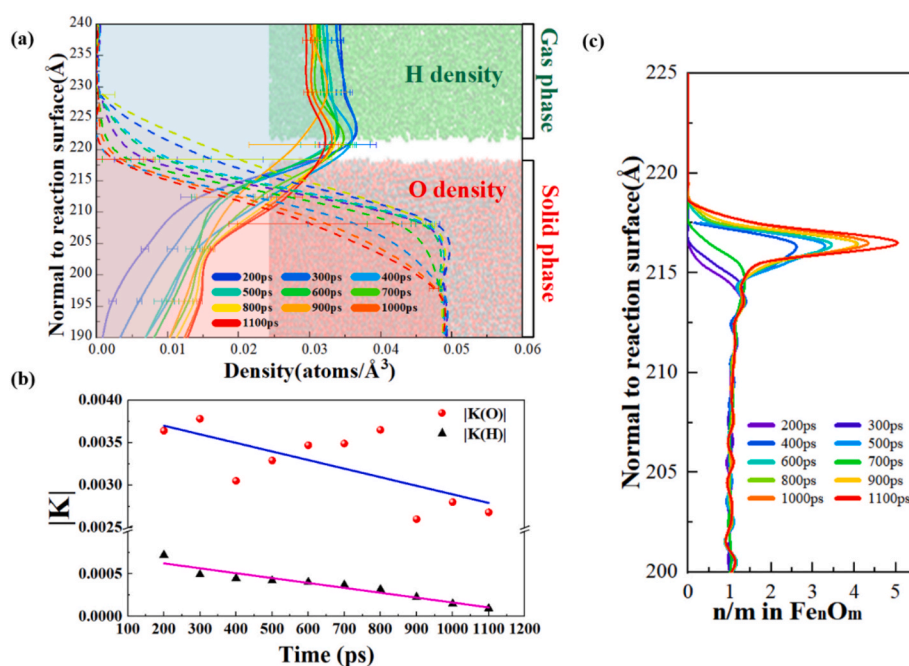 (a)
Normal to reaction surface(Å)
240
235
230
225
220
215
210
205
200
195
190
H density
O density
Gas phase
Solid phase
200ps 300ps 400ps
500ps 600ps 700ps
800ps 900ps 1000ps
1100ps
0.00 0.01 0.02 0.03 0.04 0.05 0.06
Density(atoms/Å³)
(b)
|K|
0.0040
0.0035
0.0030
0.0025
0.0005
0.0000
|K(O)|
|K(H)|
100 200 300 400 500 600 700 800 900 1000 1100 1200
Time (ps)
(c)
Normal to reaction surface(Å)
225
220
215
210
205
200
200ps 300ps
400ps 500ps
600ps 700ps
800ps 900ps
1000ps 1100ps
0 1 2 3 4 5
n/m in FenOm